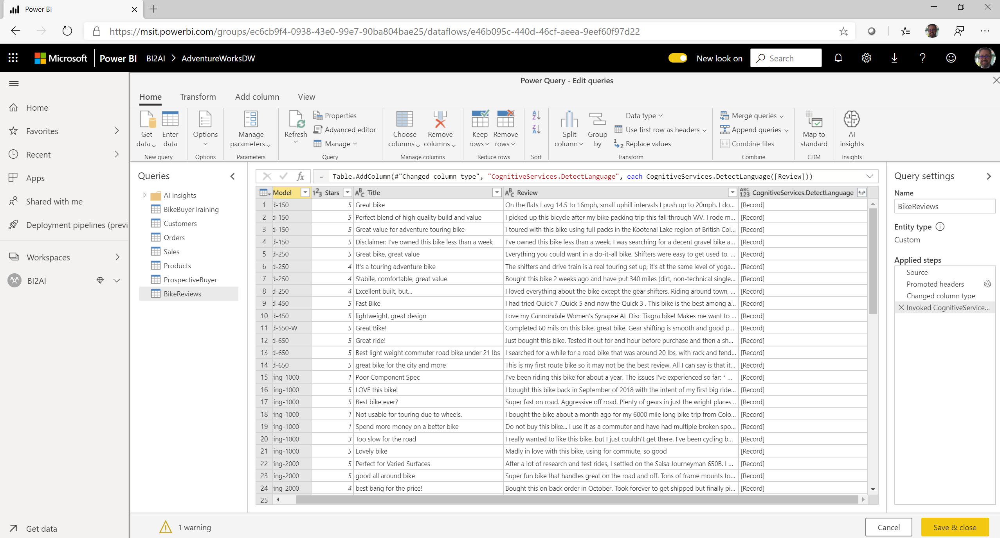 Power BI
https://msit.powerbi.com/groups/ec6cb9f4-0938-43e0-99e7-90ba804bae25/dataflows/e46b095c-440d-46cf-aeea-9eef60f97d22
Microsoft Power BI BI2AI > AdventureWorksDW New look on Search
Power Query - Edit queries
Home Transform Add column View
Get data Enter data
New query
Options
Options
Manage parameters
Parameters
Refresh Properties Advanced editor Manage
Query
Choose columns Remove columns
Manage columns
Keep rows Remove rows
Reduce rows
Sort
Split column Group by Data type Use first row as headers Replace values
Transform
Merge queries Append queries Combine files
Combine
Map to standard
CDM
AI insights
Insights
Home
Favorites
Recent
Apps
Shared with me
Deployment pipelines (previ
Workspaces
BI2AI
Get data
Queries
AI insights
BikeBuyerTraining
Customers
Orders
Sales
Products
ProspectiveBuyer
BikeReviews
fx = Table.AddColumn(#"Changed column type", "CognitiveServices.DetectLanguage", each CognitiveServices.DetectLanguage([Review]))
Model 123 Stars ABC Title ABC Review ABC 123 CognitiveServices.DetectLanguage
1 d-150 5 Great bike On the flats I avg 14.5 to 16mph, small uphill intervals I push up to 20mph. I do... [Record]
2 d-150 5 Perfect blend of high quality build and value I picked up this bicycle after my bike packing trip this fall through WV. I rode m... [Record]
3 d-150 5 Great value for adventure touring bike I toured with this bike using full packs in the Kootenai Lake region of British Col... [Record]
4 d-150 5 Disclaimer: I've owned this bike less than a week I've owned this bike less than a week. I was searching for a decent gravel bike a... [Record]
5 d-250 5 Great bike, great value Everything you could want in a do-it-all bike. Shifters were easy to get used to. ... [Record]
6 d-250 4 It's a touring adventure bike The shifters and drive train is a real touring set up, it's at the same level of yoga... [Record]
7 d-250 4 Stabile, comfortable, great value Bought this bike 2 weeks ago and have put 340 miles (dirt, non-technical single... [Record]
8 d-250 4 Excellent built, but... I loved everything about the bike except the gear shifters. Riding around town, ... [Record]
9 d-450 5 Fast Bike I had tried Quick 7 ,Quick 5 and now the Quick 3 . This bike is the best among a... [Record]
10 d-450 5 lightweight, great design Love my Cannondale Women's Synapse AL Disc Tiagra bike! Makes me want to ... [Record]
11 d-550-W 5 Great Bike! Completed 60 mils on this bike, great bike. Gear shifting is smooth and good p... [Record]
12 d-650 5 Great ride! Just bought this bike. Tested it out for and hour before purchase and then a sh... [Record]
13 d-650 5 Best light weight commuter road bike under 21 lbs I searched for a while for a road bike that was around 20 lbs, with rack and fend... [Record]
14 d-650 5 great bike for the city and more This is my first route bike so it may not be the best review. All I can say is that it... [Record]
15 ring-1000 1 Poor Component Spec I've been riding this bike for about a year. The issues I've experienced so far: * ... [Record]
16 ring-1000 5 LOVE this bike! I bought this bike back in September of 2018 with the intent of my first big ride... [Record]
17 ring-1000 5 Best bike ever? Super fast on road. Aggressive off road. Plenty of gears in just the wright places... [Record]
18 ring-1000 1 Not usable for touring due to wheels. I bought the bike about a month ago for my 6000 mile long bike trip from Colo... [Record]
19 ring-1000 1 Spend more money on a better bike Do not buy this bike... I use it as a commuter and have had multiple broken spo... [Record]
20 ring-1000 3 Too slow for the road I really wanted to like this bike, but I just couldn't get there. I've been cycling b... [Record]
21 ring-1000 5 Lovely bike Madly in love with this bike, using for commute, so good [Record]
22 ring-2000 5 Perfect for Varied Surfaces After a lot of research and test rides, I settled on the Salsa Journeyman 650B. I ... [Record]
23 ring-2000 5 good all around bike Super fun bike that handles great on the road and off. Tons of frame mounts to... [Record]
24 ring-2000 4 best bang for the price! Bought this on back order in October. Took forever to get shipped but finally pi... [Record]
25
Query settings
Name
BikeReviews
Entity type
Custom
Applied steps
Source
Promoted headers
Changed column type
Invoked CognitiveService...
1 warning
Cancel Save & close